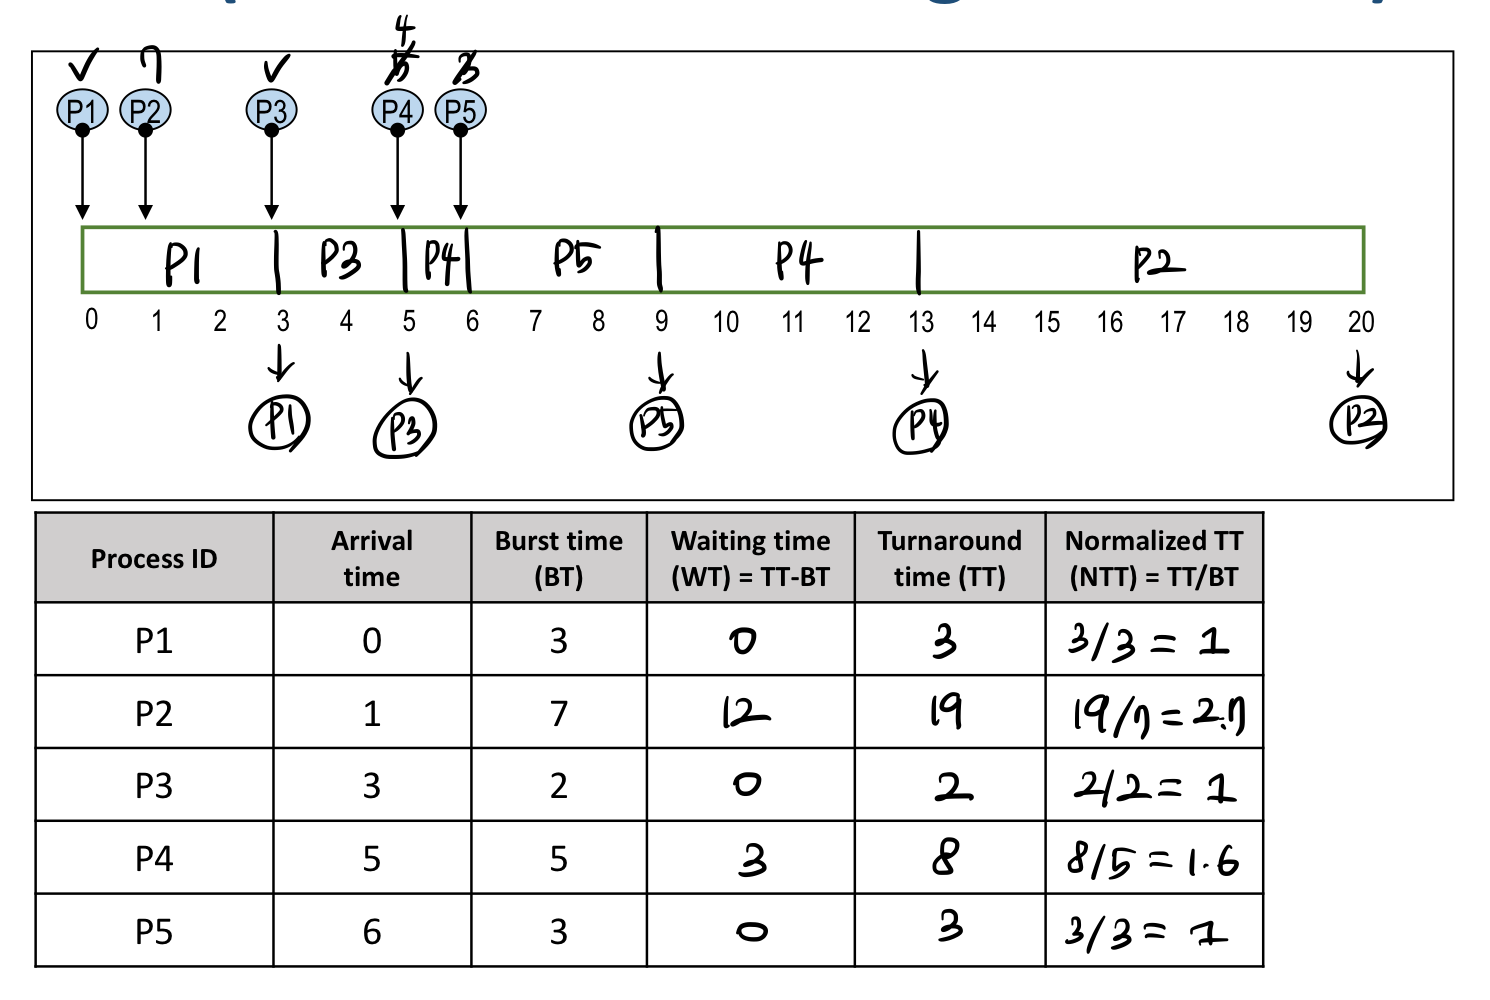 4
✓ 7 ✓ 5 3
P1 P2 P3 P4 P5
P1 P3 P4 P5 P4 P2
0 1 2 3 4 5 6 7 8 9 10 11 12 13 14 15 16 17 18 19 20
P1 P3 P5 P4 P2
Process ID Arrival time Burst time (BT) Waiting time (WT) = TT-BT Turnaround time (TT) Normalized TT (NTT) = TT/BT
P1 0 3 0 3 3/3 = 1
P2 1 7 12 19 19/7 = 2.7
P3 3 2 0 2 2/2 = 1
P4 5 5 3 8 8/5 = 1.6
P5 6 3 0 3 3/3 = 1